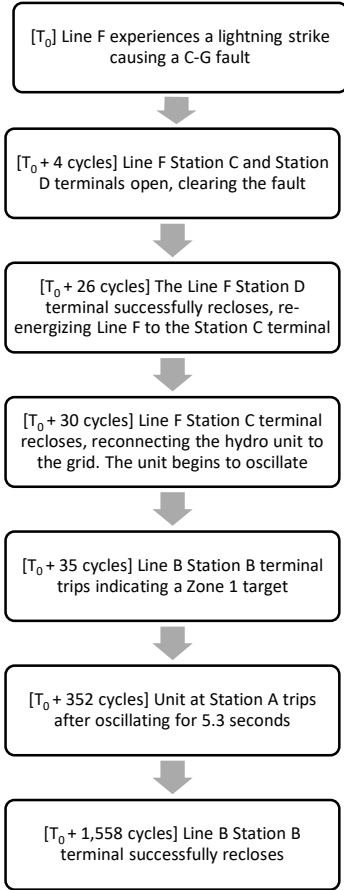 [T₀] Line F experiences a lightning strike
causing a C-G fault
[T₀ + 4 cycles] Line F Station C and Station
D terminals open, clearing the fault
[T₀ + 26 cycles] The Line F Station D
terminal successfully recloses, re-
energizing Line F to the Station C terminal
[T₀ + 30 cycles] Line F Station C terminal
recloses, reconnecting the hydro unit to
the grid. The unit begins to oscillate
[T₀ + 35 cycles] Line B Station B terminal
trips indicating a Zone 1 target
[T₀ + 352 cycles] Unit at Station A trips
after oscillating for 5.3 seconds
[T₀ + 1,558 cycles] Line B Station B
terminal successfully recloses